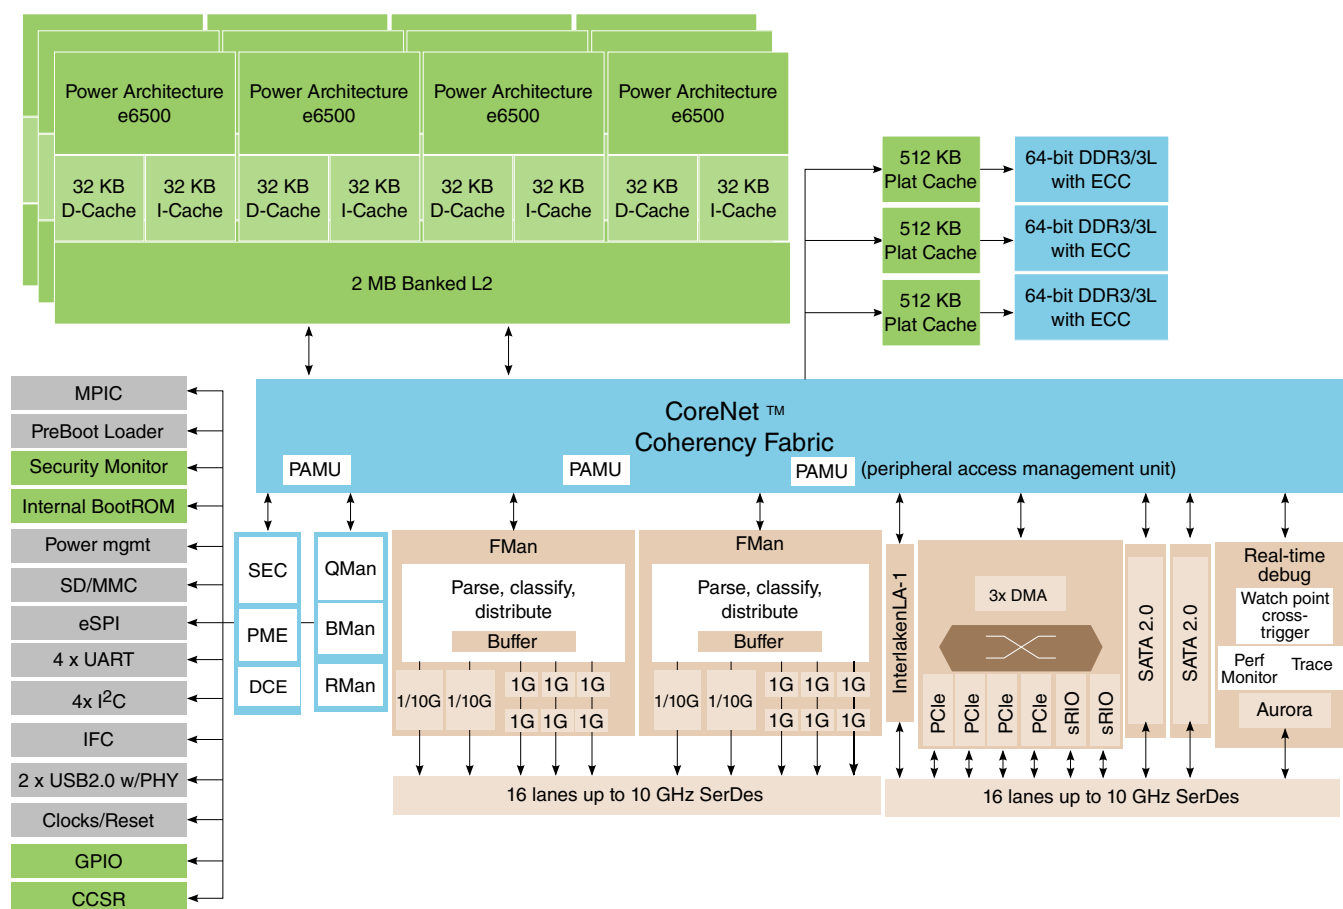 Power Architecture
e6500
Power Architecture
e6500
Power Architecture
e6500
Power Architecture
e6500
32 KB
D-Cache
32 KB
I-Cache
32 KB
D-Cache
32 KB
I-Cache
32 KB
D-Cache
32 KB
I-Cache
32 KB
D-Cache
32 KB
I-Cache
2 MB Banked L2
512 KB
Plat Cache
64-bit DDR3/3L
with ECC
512 KB
Plat Cache
64-bit DDR3/3L
with ECC
512 KB
Plat Cache
64-bit DDR3/3L
with ECC
MPIC
PreBoot Loader
Security Monitor
Internal BootROM
Power mgmt
SD/MMC
eSPI
4 x UART
4x I²C
IFC
2 x USB2.0 w/PHY
Clocks/Reset
GPIO
CCSR
CoreNet ™
Coherency Fabric
PAMU
PAMU
PAMU
(peripheral access management unit)
SEC
PME
DCE
QMan
BMan
RMan
FMan
Parse, classify,
distribute
Buffer
1/10G
1/10G
1G
1G
1G
1G
1G
1G
FMan
Parse, classify,
distribute
Buffer
1/10G
1/10G
1G
1G
1G
1G
1G
1G
16 lanes up to 10 GHz SerDes
InterlakenLA-1
3x DMA
PCIe
PCIe
PCIe
PCIe
sRIO
sRIO
SATA 2.0
SATA 2.0
Real-time
debug
Watch point
cross-
trigger
Perf
Monitor
Trace
Aurora
16 lanes up to 10 GHz SerDes